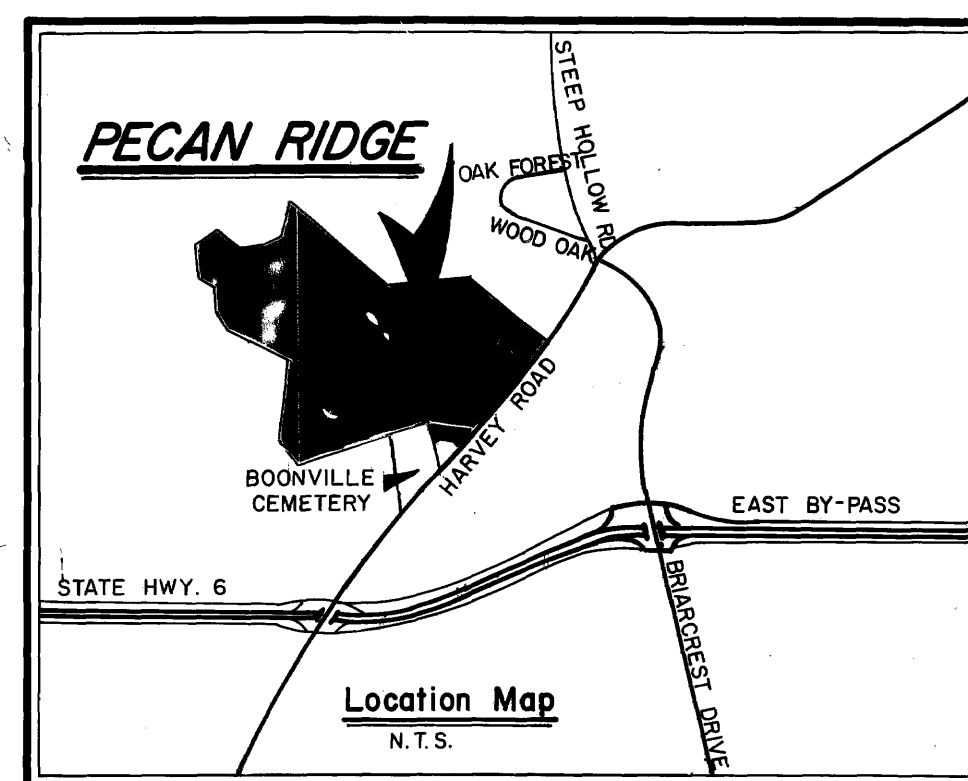 STEEP HOLLOW RD
PECAN RIDGE
OAK FOREST
WOOD OAK
HARVEY ROAD
BOONVILLE
CEMETERY
EAST BY-PASS
STATE HWY. 6
BRIARCREST DRIVE
Location Map
N.T.S.